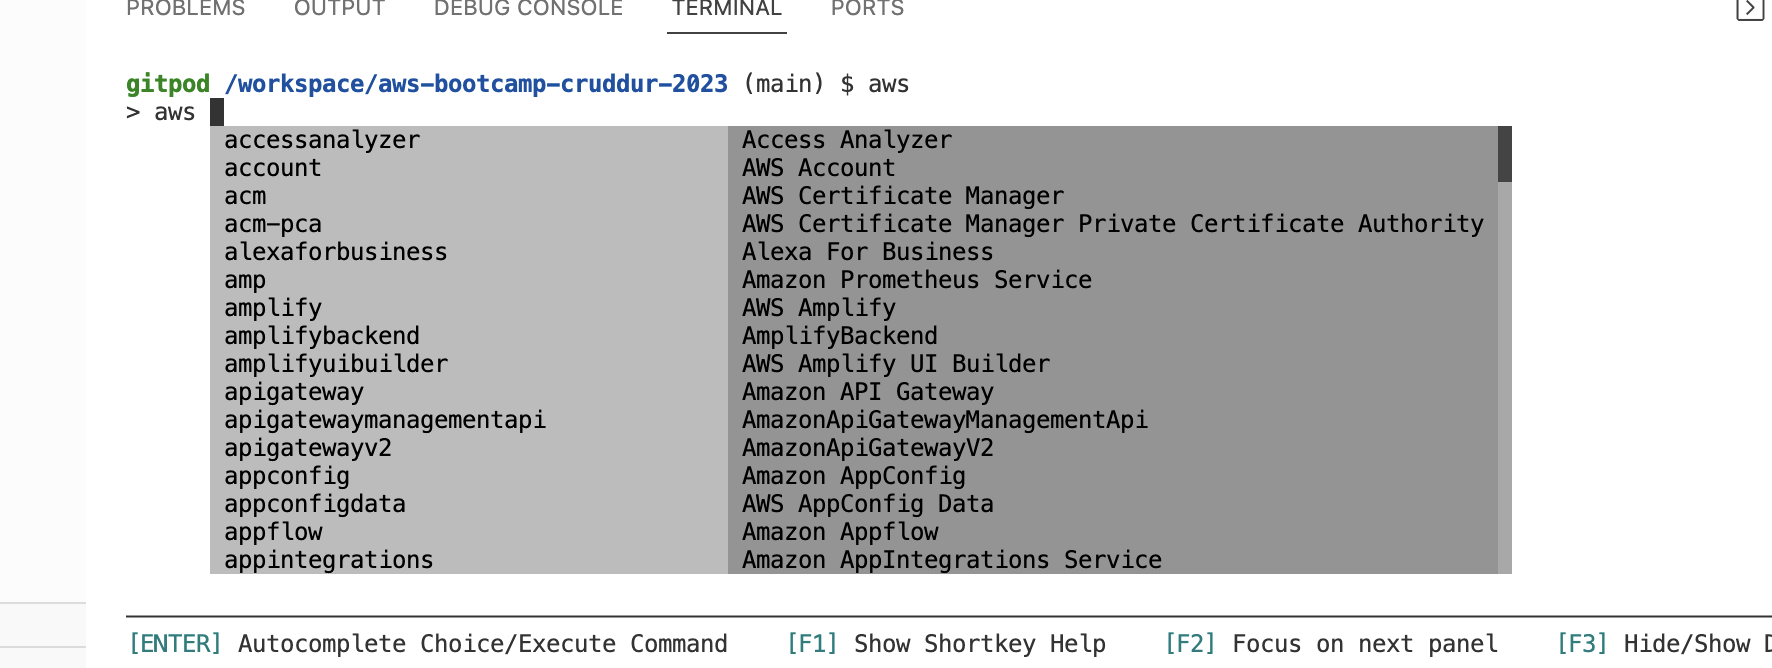 PROBLEMS OUTPUT DEBUG CONSOLE TERMINAL PORTS
gitpod /workspace/aws-bootcamp-cruddur-2023 (main) $ aws
> aws
accessanalyzer Access Analyzer
account AWS Account
acm AWS Certificate Manager
acm-pca AWS Certificate Manager Private Certificate Authority
alexaforbusiness Alexa For Business
amp Amazon Prometheus Service
amplify AWS Amplify
amplifybackend AmplifyBackend
amplifyuibuilder AWS Amplify UI Builder
apigateway Amazon API Gateway
apigatewaymanagementapi AmazonApiGatewayManagementApi
apigatewayv2 AmazonApiGatewayV2
appconfig Amazon AppConfig
appconfigdata AWS AppConfig Data
appflow Amazon Appflow
appintegrations Amazon AppIntegrations Service
[ENTER] Autocomplete Choice/Execute Command [F1] Show Shortkey Help [F2] Focus on next panel [F3] Hide/Show D